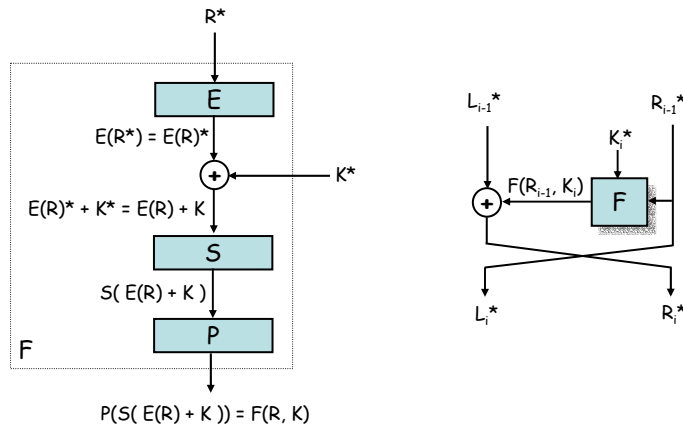 R*
E
E(R*) = E(R)*
+
K*
E(R)* + K* = E(R) + K
S
S( E(R) + K )
P
F
P(S( E(R) + K )) = F(R, K)
Lᵢ₋₁*
Rᵢ₋₁*
Kᵢ*
F(Rᵢ₋₁, Kᵢ)
F
+
Lᵢ*
Rᵢ*